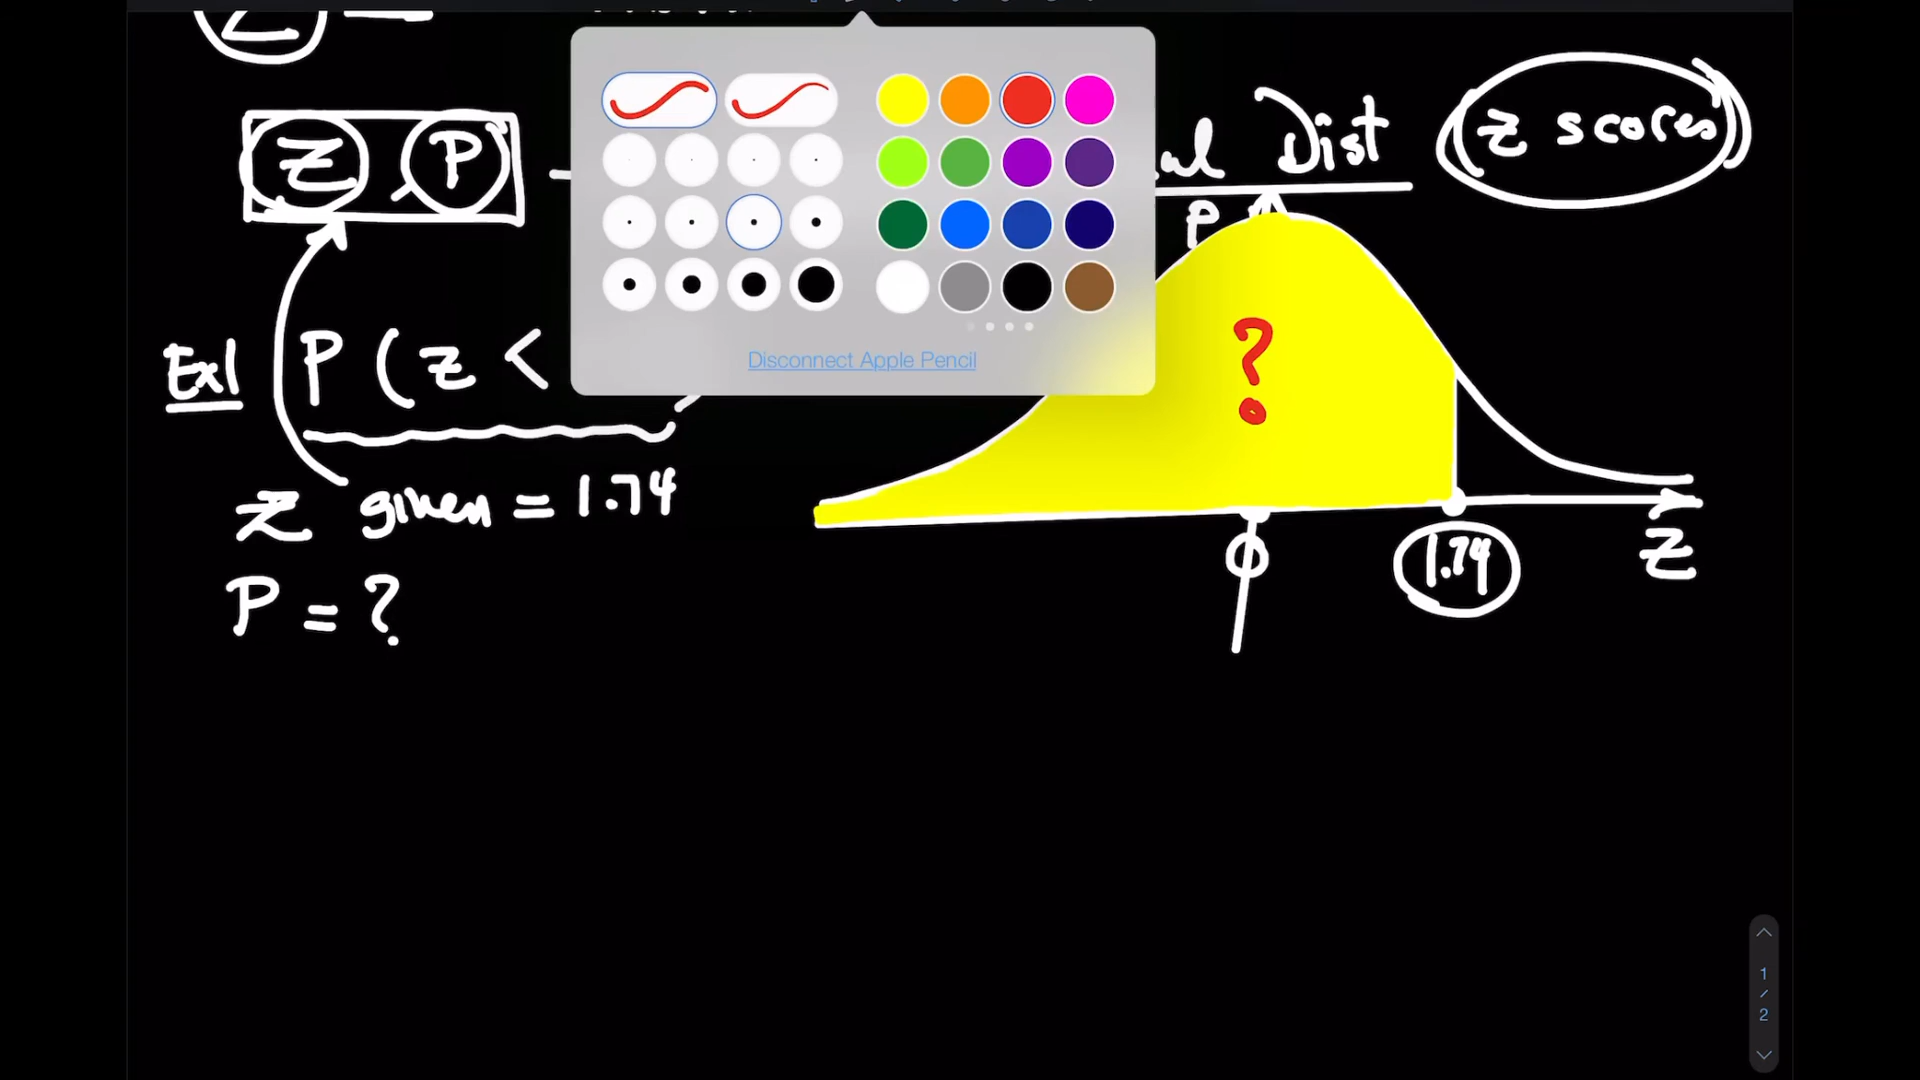 Z
Z , P
al Dist
(z scores)
P
Ex1 P (z <
?
Disconnect Apple Pencil
z given = 1.74
P = ?
0
1.74
Z
1
/
2